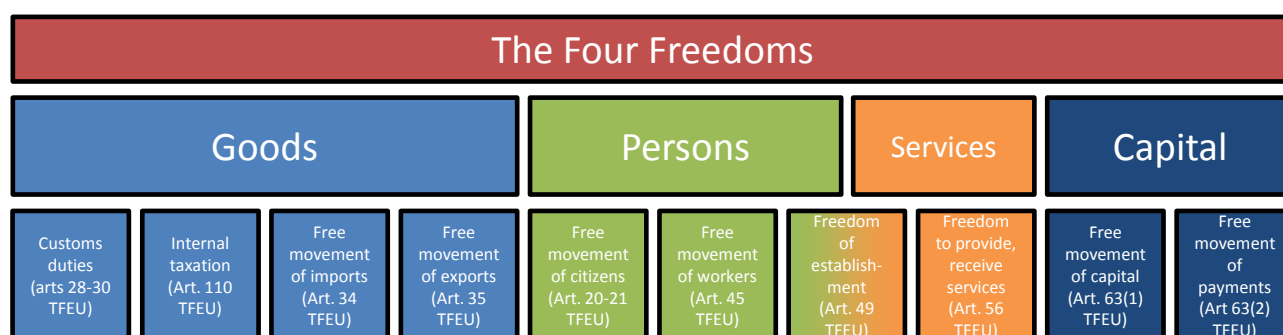 The Four Freedoms
Goods
Persons
Services
Capital
Customs
duties
(arts 28-30
TFEU)
Internal
taxation
(Art. 110
TFEU)
Free
movement
of imports
(Art. 34
TFEU)
Free
movement
of exports
(Art. 35
TFEU)
Free
movement
of citizens
(Art. 20-21
TFEU)
Free
movement
of workers
(Art. 45
TFEU)
Freedom
of
establish-
ment
(Art. 49
TFEU)
Freedom
to provide,
receive
services
(Art. 56
TFEU)
Free
movement
of capital
(Art. 63(1)
TFEU)
Free
movement
of
payments
(Art 63(2)
TFEU)